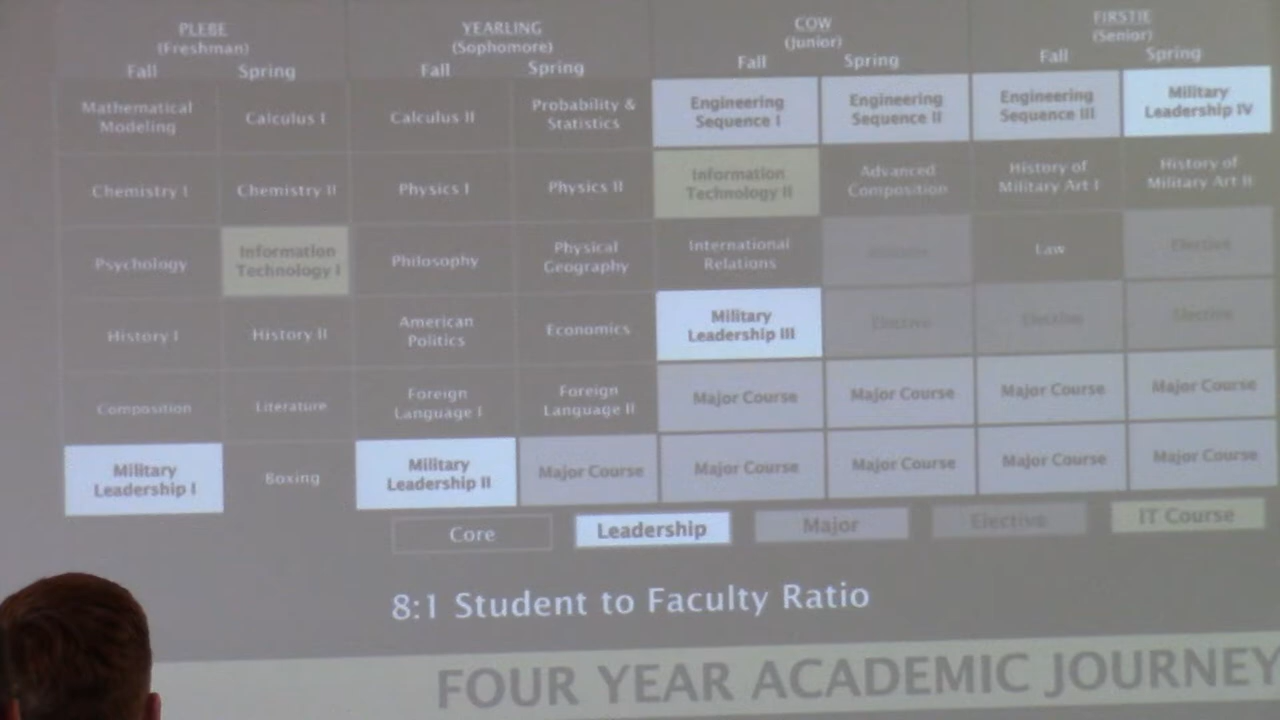 PLEBE
(Freshman)
Fall Spring
YEARLING
(Sophomore)
Fall Spring
COW
(Junior)
Fall Spring
FIRSTIE
(Senior)
Fall Spring
Mathematical
Modeling
Calculus I
Calculus II
Probability &
Statistics
Engineering
Sequence I
Engineering
Sequence II
Engineering
Sequence III
Military
Leadership IV
Chemistry I
Chemistry II
Physics I
Physics II
Information
Technology II
Advanced
Composition
History of
Military Art I
History of
Military Art II
Psychology
Information
Technology I
Philosophy
Physical
Geography
International
Relations
Elective
Law
Elective
History I
History II
American
Politics
Economics
Military
Leadership III
Elective
Elective
Elective
Composition
Literature
Foreign
Language I
Foreign
Language II
Major Course
Major Course
Major Course
Major Course
Military
Leadership I
Boxing
Military
Leadership II
Major Course
Major Course
Major Course
Major Course
Major Course
Core
Leadership
Major
Elective
IT Course
8:1 Student to Faculty Ratio
FOUR YEAR ACADEMIC JOURNEY